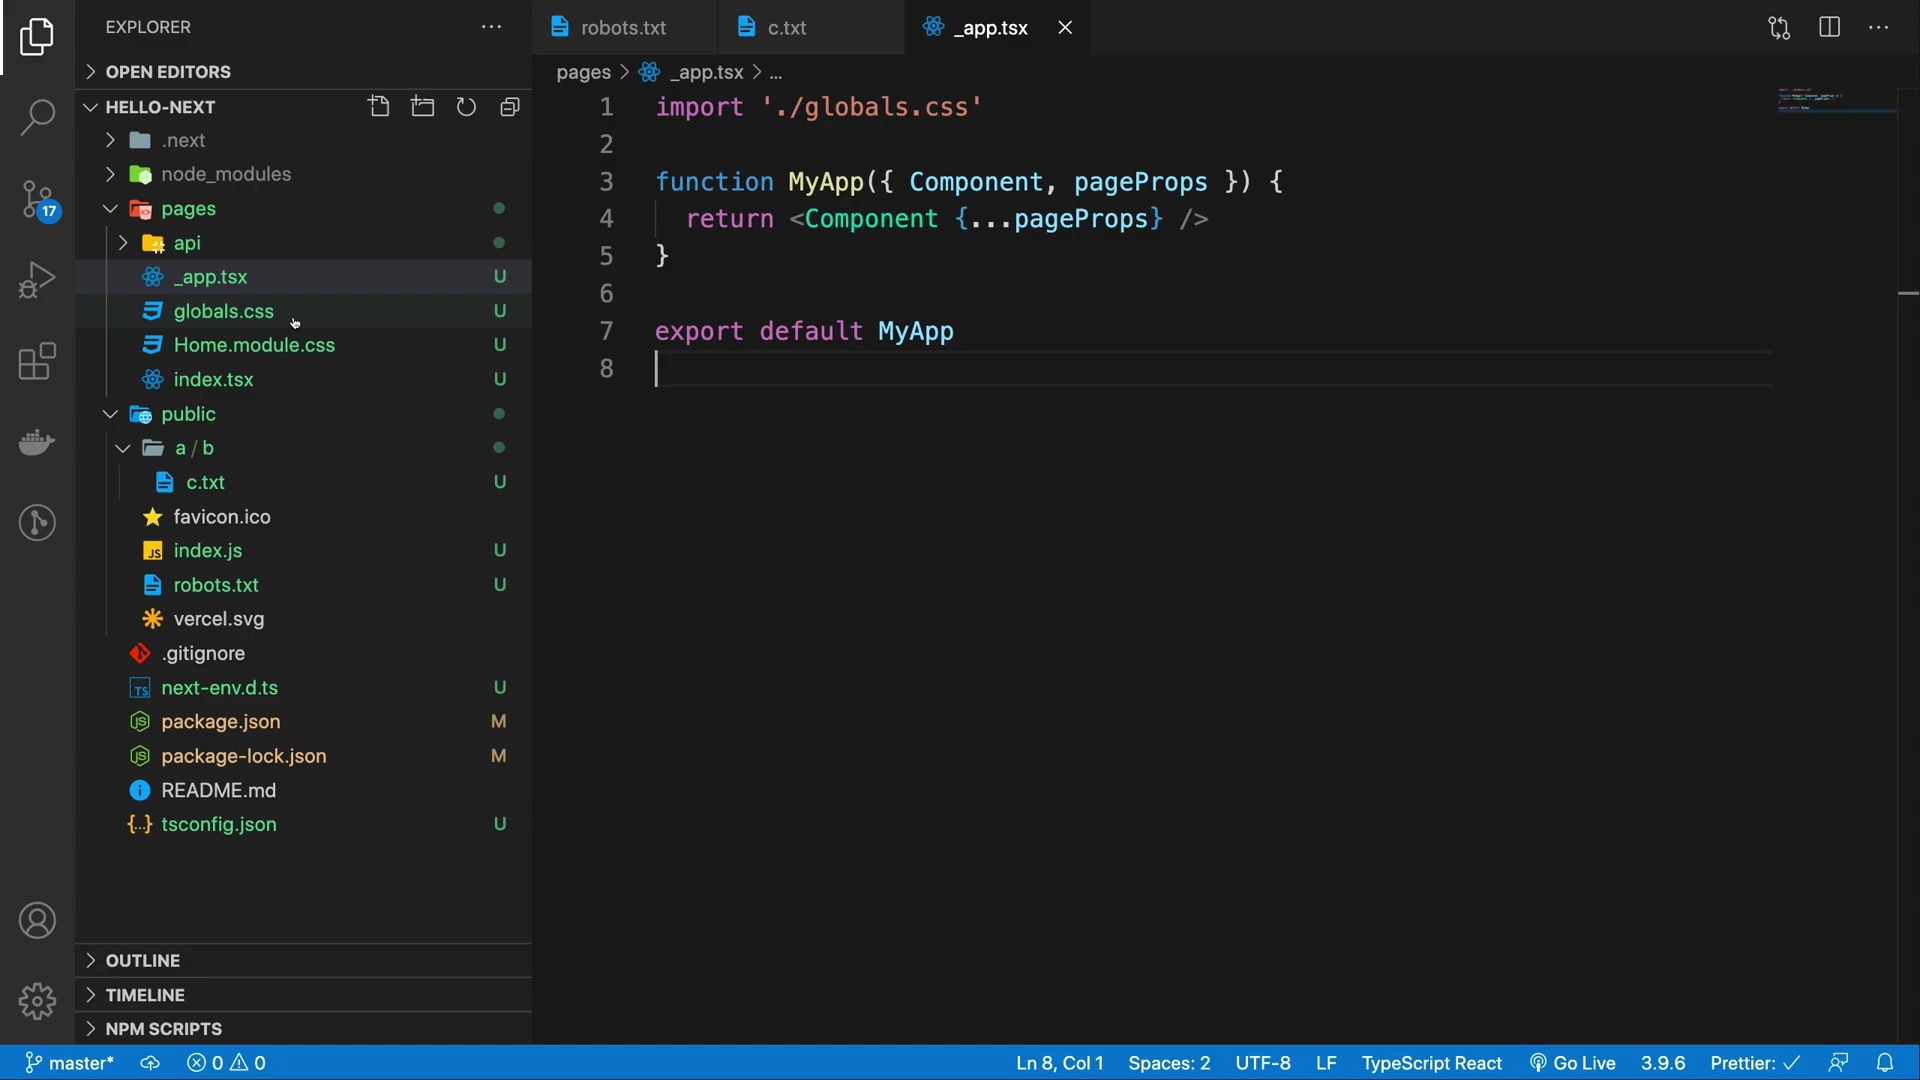 EXPLORER
OPEN EDITORS
HELLO-NEXT
.next
node_modules
pages
api
_app.tsx U
globals.css U
Home.module.css U
index.tsx U
public
a / b
c.txt U
favicon.ico
index.js U
robots.txt U
vercel.svg
.gitignore
next-env.d.ts U
package.json M
package-lock.json M
README.md
tsconfig.json U
OUTLINE
TIMELINE
NPM SCRIPTS
17
robots.txt c.txt _app.tsx
pages > _app.tsx > ...
1 import './globals.css'
2
3 function MyApp({ Component, pageProps }) {
4 return <Component {...pageProps} />
5 }
6
7 export default MyApp
8
master* 0 0 Ln 8, Col 1 Spaces: 2 UTF-8 LF TypeScript React Go Live 3.9.6 Prettier: ✓